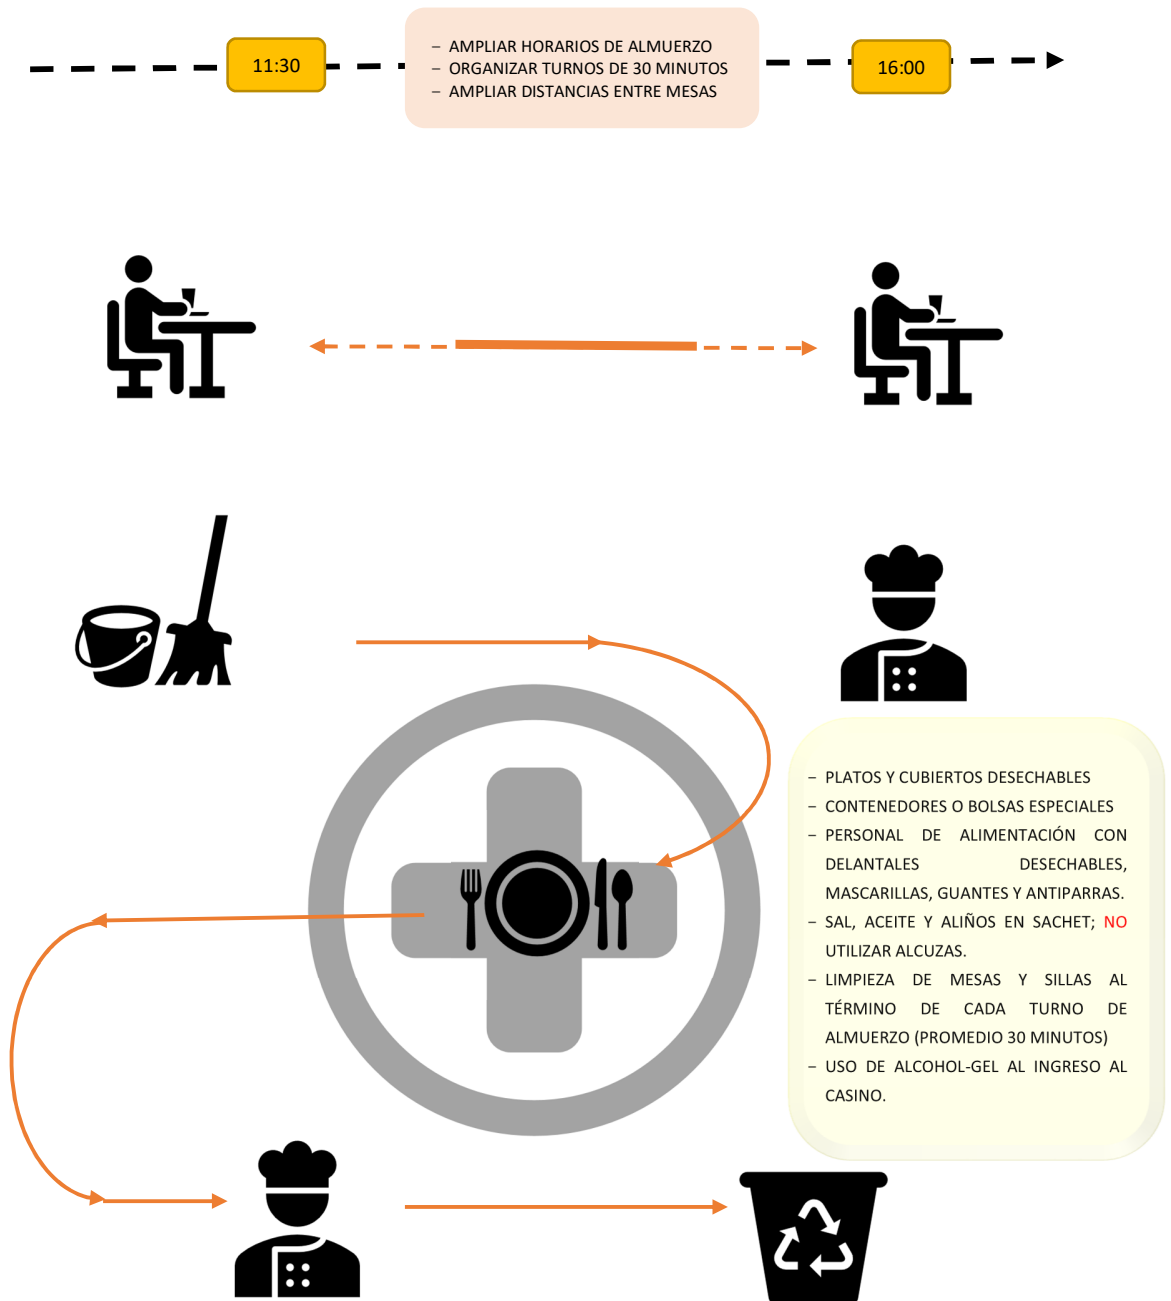 11:30
– AMPLIAR HORARIOS DE ALMUERZO
– ORGANIZAR TURNOS DE 30 MINUTOS
– AMPLIAR DISTANCIAS ENTRE MESAS
16:00
– PLATOS Y CUBIERTOS DESECHABLES
– CONTENEDORES O BOLSAS ESPECIALES
– PERSONAL DE ALIMENTACIÓN CON
DELANTALES DESECHABLES,
MASCARILLAS, GUANTES Y ANTIPARRAS.
– SAL, ACEITE Y ALIÑOS EN SACHET; NO
UTILIZAR ALCUZAS.
– LIMPIEZA DE MESAS Y SILLAS AL
TÉRMINO DE CADA TURNO DE
ALMUERZO (PROMEDIO 30 MINUTOS)
– USO DE ALCOHOL-GEL AL INGRESO AL
CASINO.